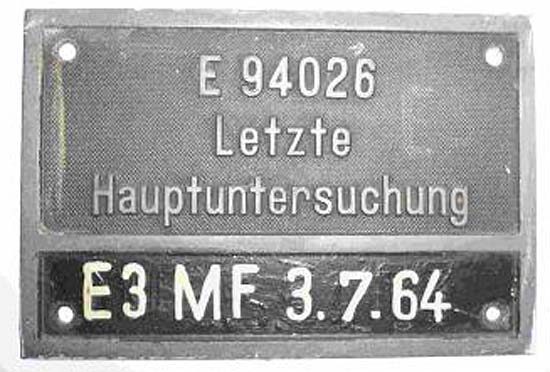 E 94026
Letzte
Hauptuntersuchung
E3 MF 3.7.64